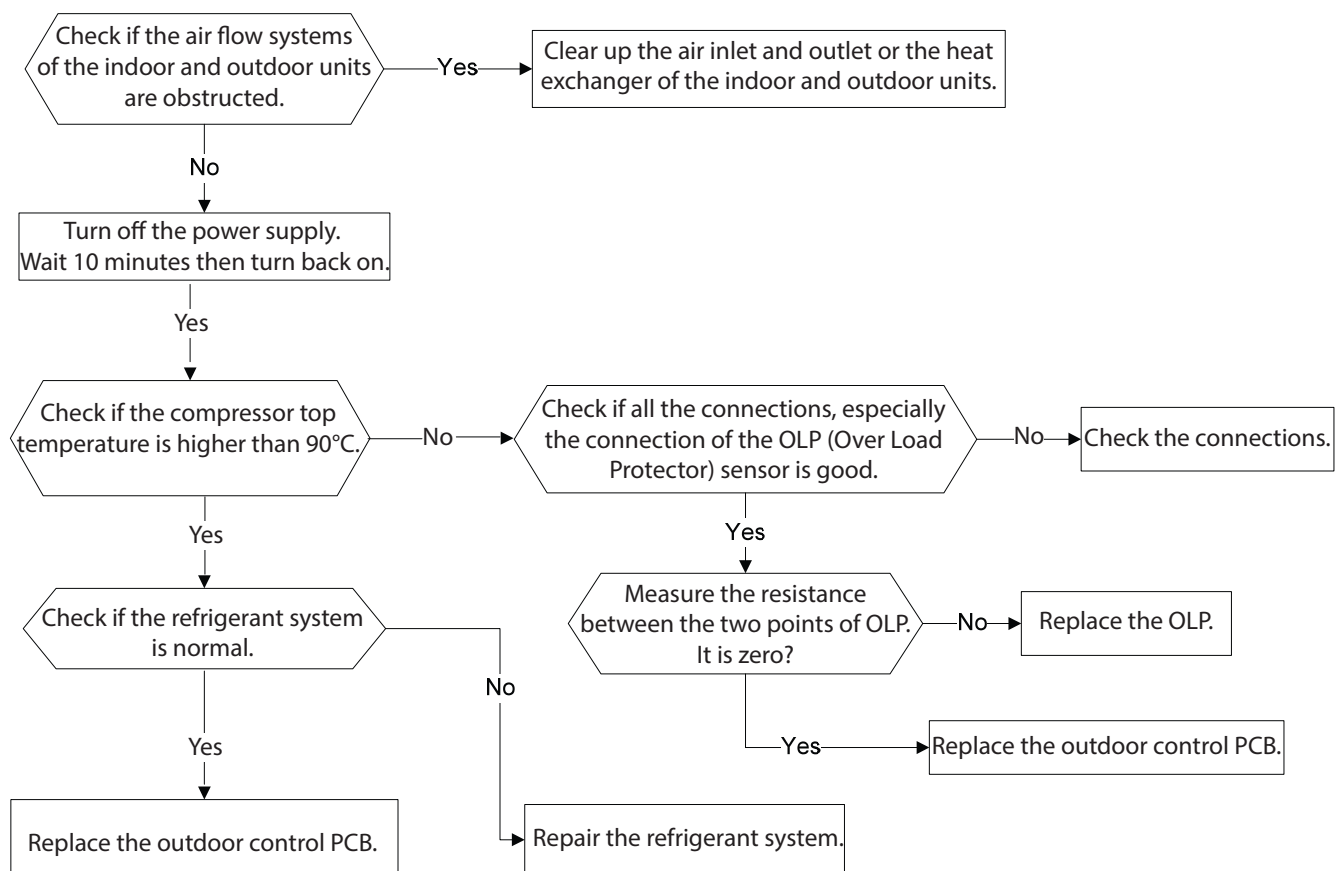 Check if the air flow systems
of the indoor and outdoor units
are obstructed.
Yes
Clear up the air inlet and outlet or the heat
exchanger of the indoor and outdoor units.
No
Turn off the power supply.
Wait 10 minutes then turn back on.
Yes
Check if the compressor top
temperature is higher than 90°C.
No
Check if all the connections, especially
the connection of the OLP (Over Load
Protector) sensor is good.
No
Check the connections.
Yes
Yes
Check if the refrigerant system
is normal.
Measure the resistance
between the two points of OLP.
It is zero?
No
Replace the OLP.
No
Yes
Yes
Replace the outdoor control PCB.
Replace the outdoor control PCB.
Repair the refrigerant system.